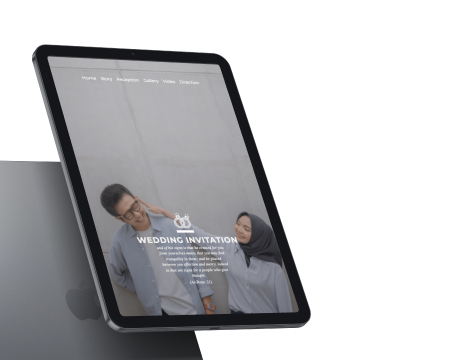 Home Story Reception Gallery Video Direction
WEDDING INVITATION
and of his signs is that he created for you
from yourselves mates that you may find
tranquility in them; and he placed
between you affection and mercy. indeed
in that are signs for a people who give
thought.
(Ar-Rum: 21)